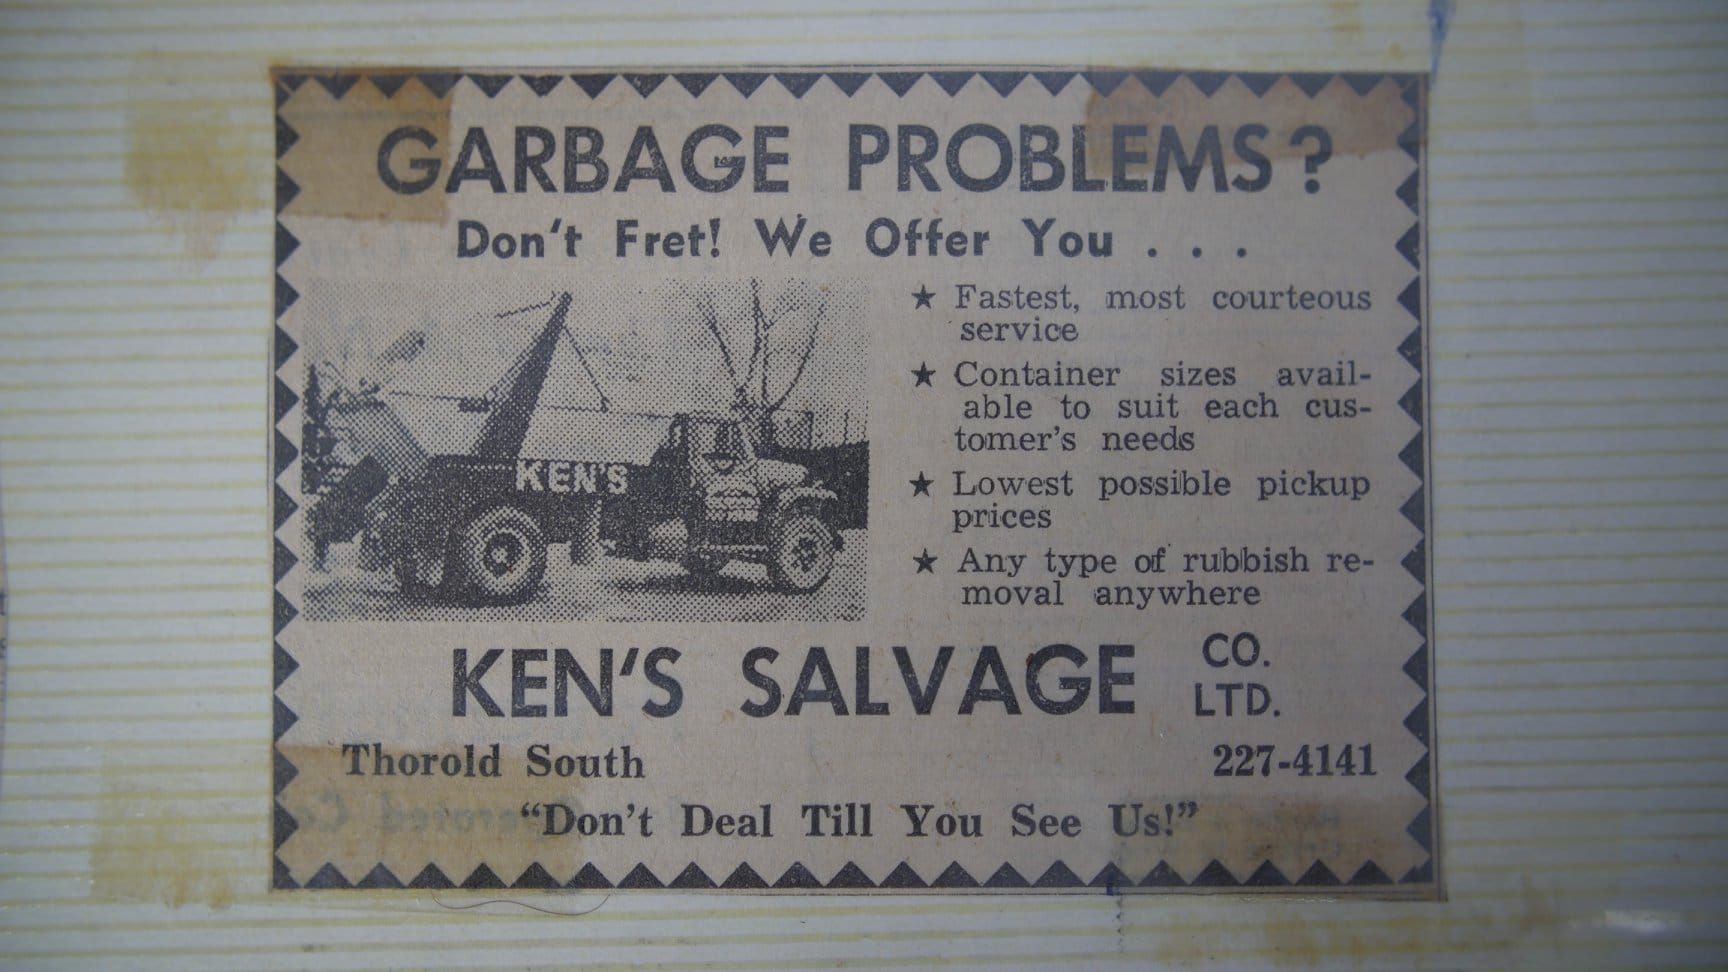 GARBAGE PROBLEMS?
Don't Fret! We Offer You . . .
★ Fastest, most courteous
service
★ Container sizes avail-
able to suit each cus-
tomer's needs
★ Lowest possible pickup
prices
★ Any type of rubbish re-
moval anywhere
KEN'S
KEN'S SALVAGE CO.
LTD.
Thorold South 227-4141
"Don't Deal Till You See Us!"